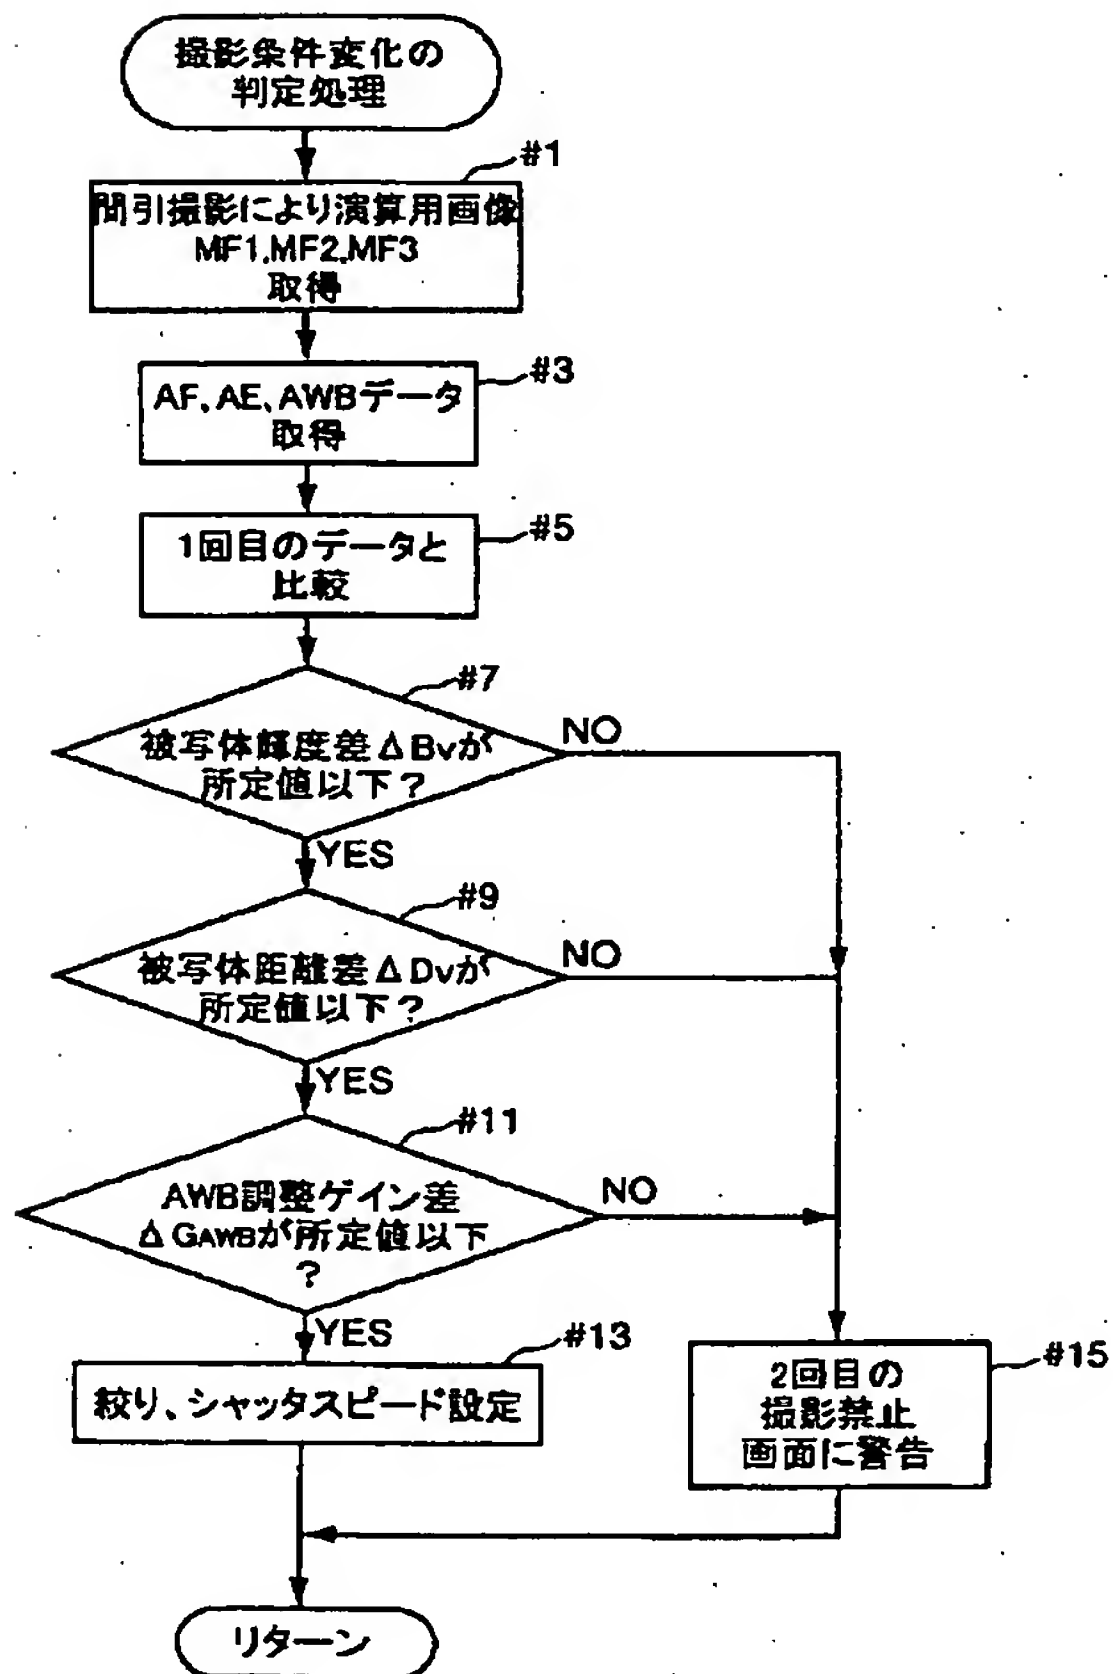 撮影条件変化の
判定処理
#1
間引撮影により演算用画像
MF1,MF2,MF3
取得
#3
AF、AE、AWBデータ
取得
#5
1回目のデータと
比較
#7
被写体輝度差ΔBvが
所定値以下?
NO
YES
#9
被写体距離差ΔDvが
所定値以下?
NO
YES
#11
AWB調整ゲイン差
ΔGAWBが所定値以下
?
NO
YES
#13
絞り、シャッタスピード設定
#15
2回目の
撮影禁止
画面に警告
リターン